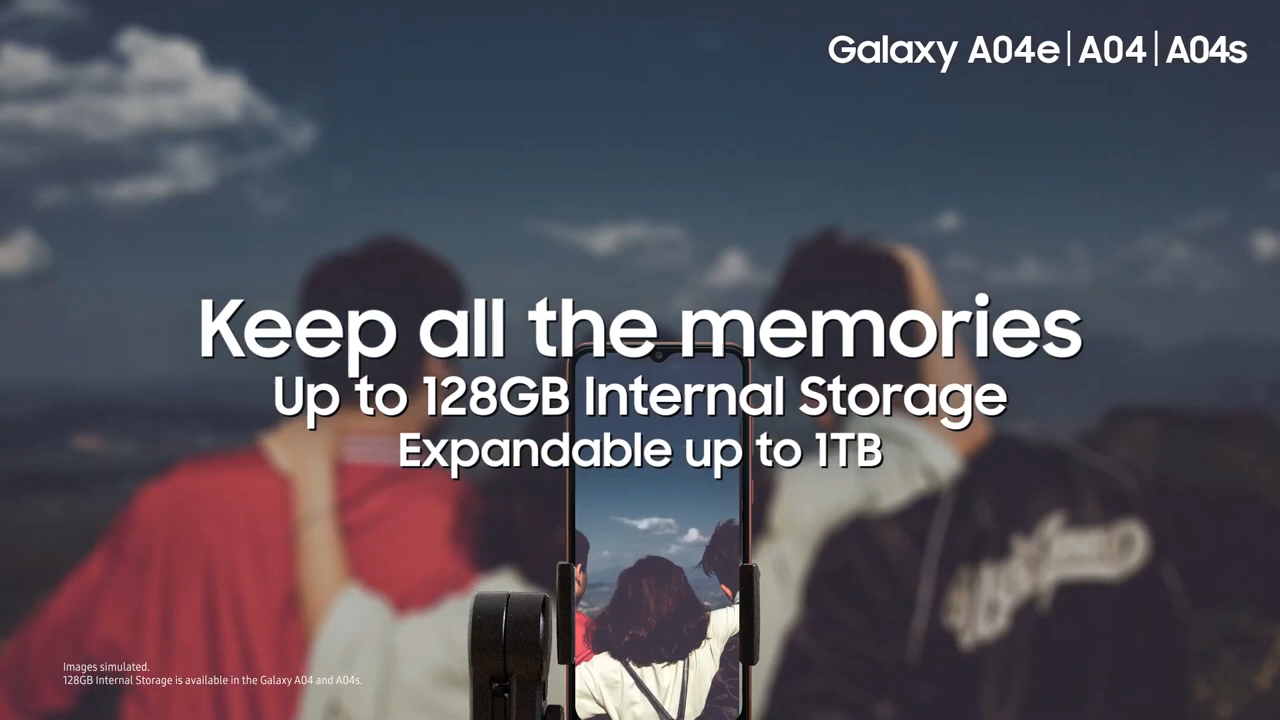 Galaxy A04e | A04 | A04s
Keep all the memories
Up to 128GB Internal Storage
Expandable up to 1TB
Images simulated.
128GB Internal Storage is available in the Galaxy A04 and A04s.